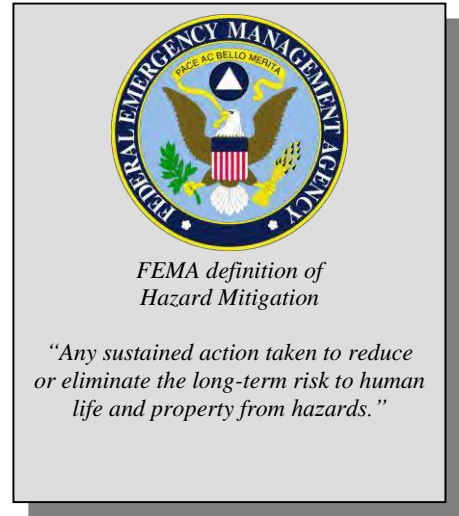 FEDERAL EMERGENCY MANAGEMENT AGENCY
PACE AC BELLO MERITA
FEMA definition of
Hazard Mitigation
“Any sustained action taken to reduce
or eliminate the long-term risk to human
life and property from hazards.”